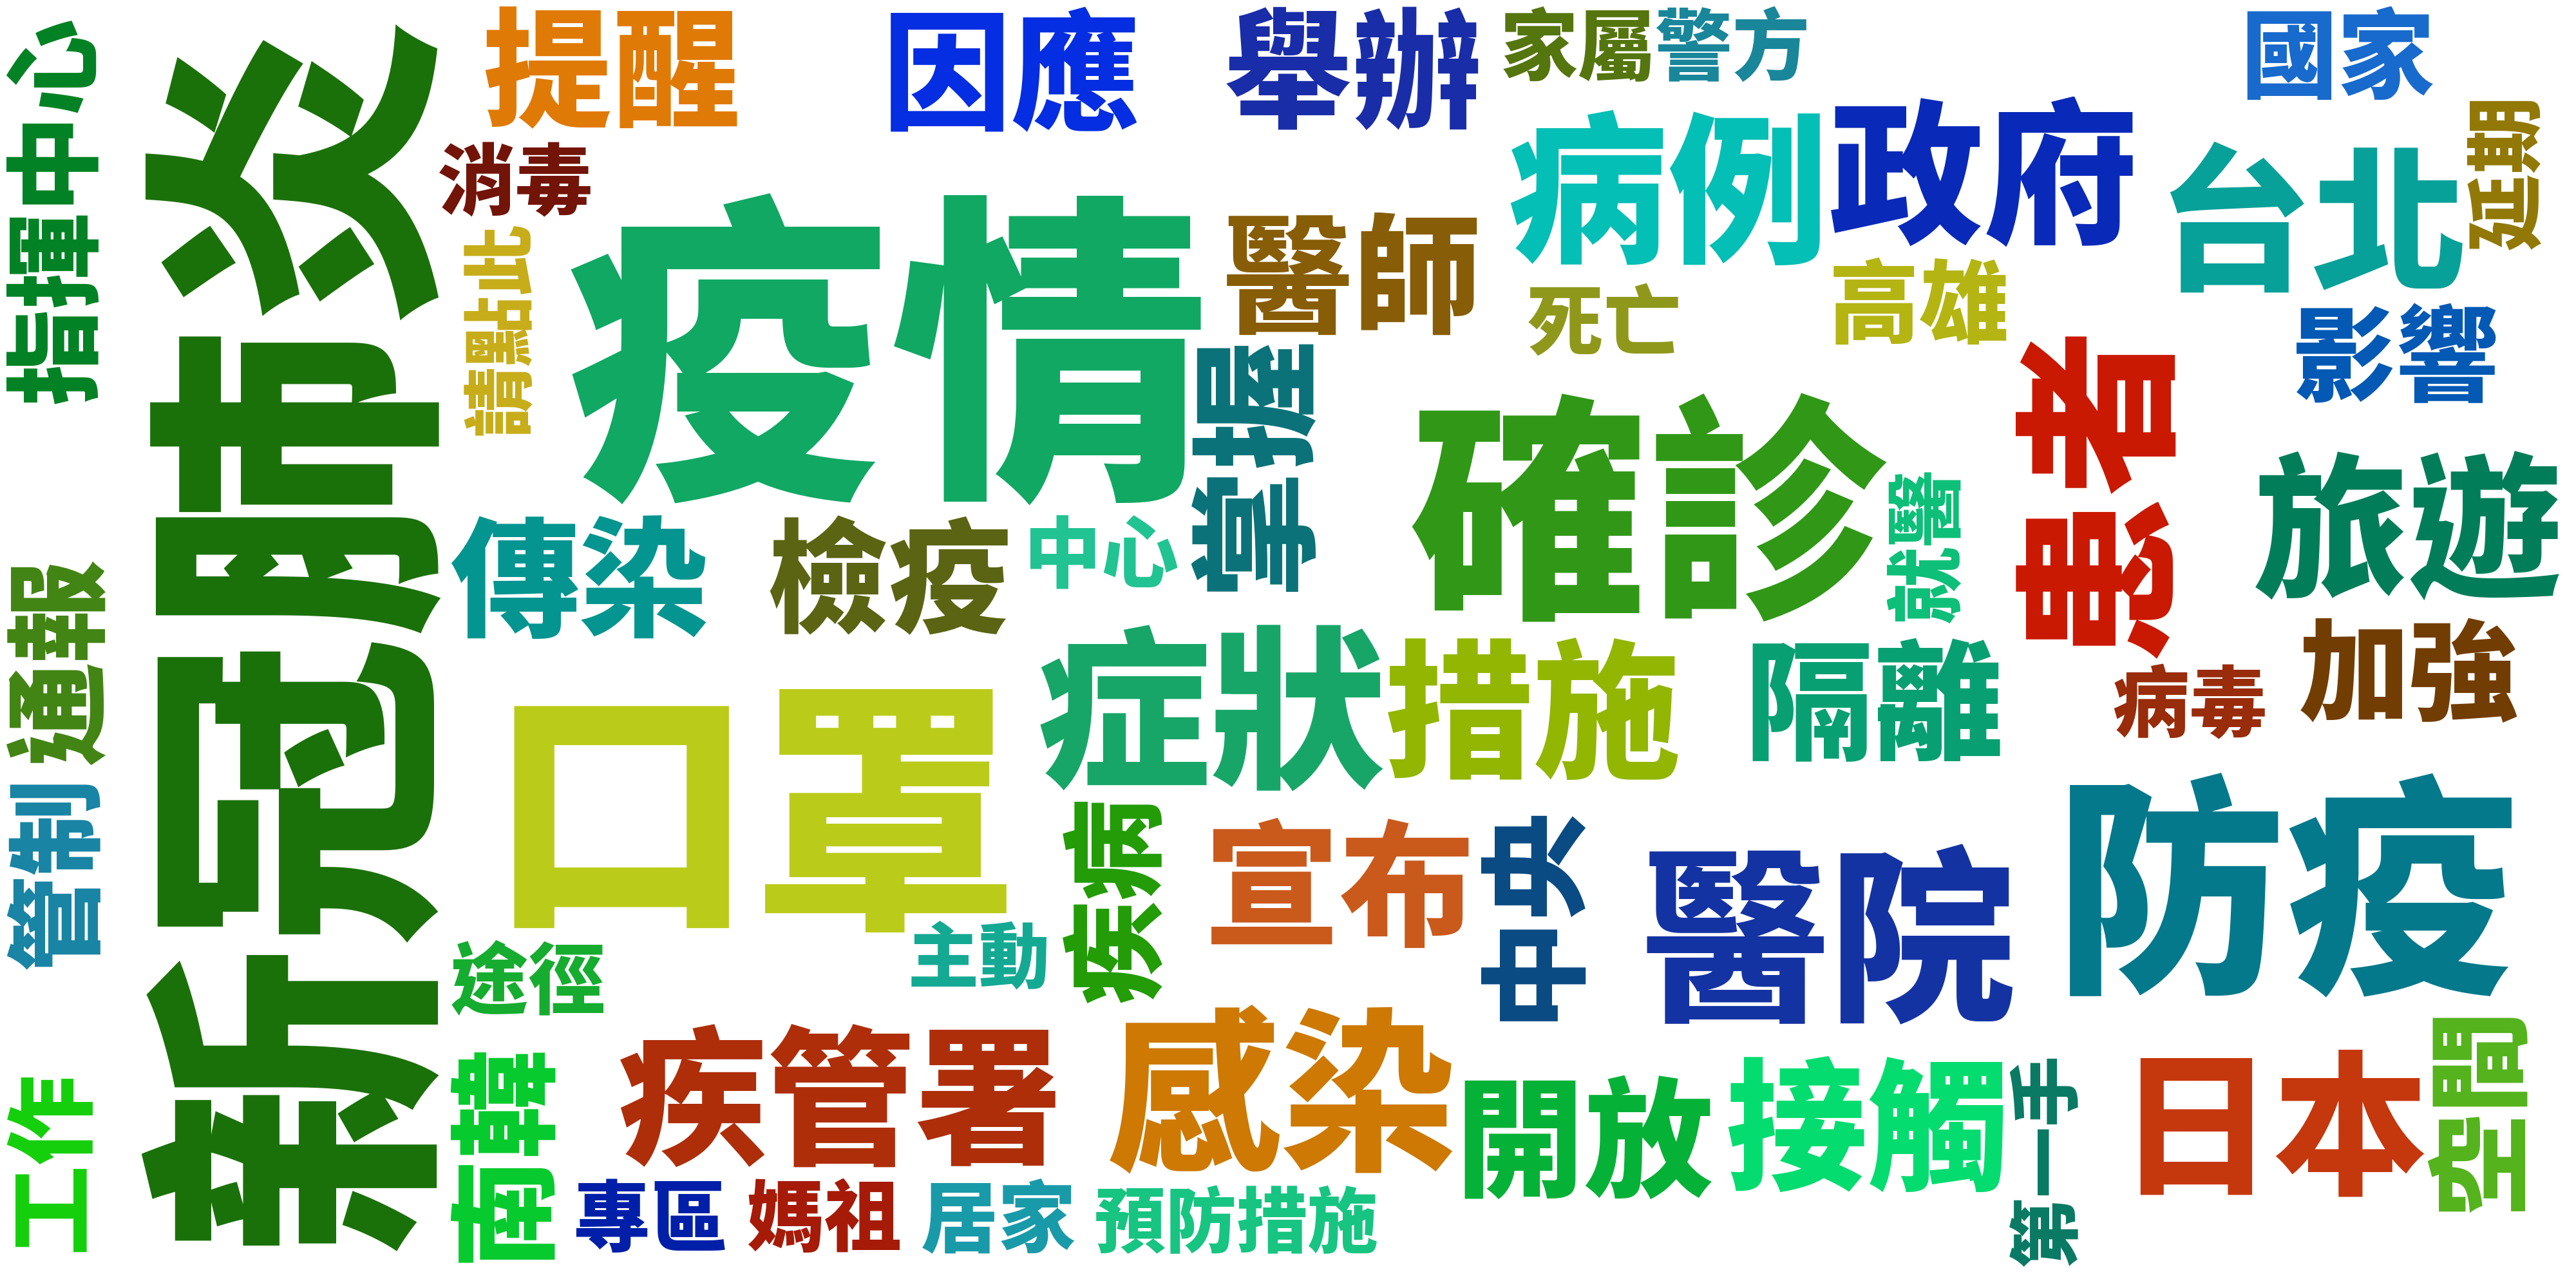 指揮中心
新冠肺炎
提醒
因應
舉辦
家屬
警方
國家
延期
消毒
請點此
疫情
醫師
病例
政府
台北
死亡
高雄
影響
掌握
確診
就醫
患者
旅遊
傳染
檢疫
中心
通報
口罩
症狀
措施
隔離
病毒
加強
管制
疾病
宣布
中央
醫院
防疫
途徑
主動
工作
南韓
疾管署
感染
開放
接觸
第一手
日本
空間
專區
媽祖
居家
預防措施